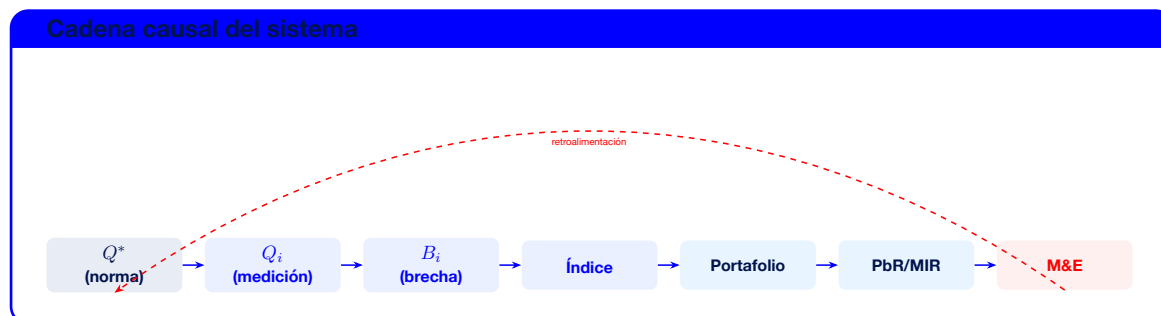 Cadena causal del sistema
retroalimentación
Q*
(norma)
Q_i
(medición)
B_i
(brecha)
Índice
Portafolio
PbR/MIR
M&E